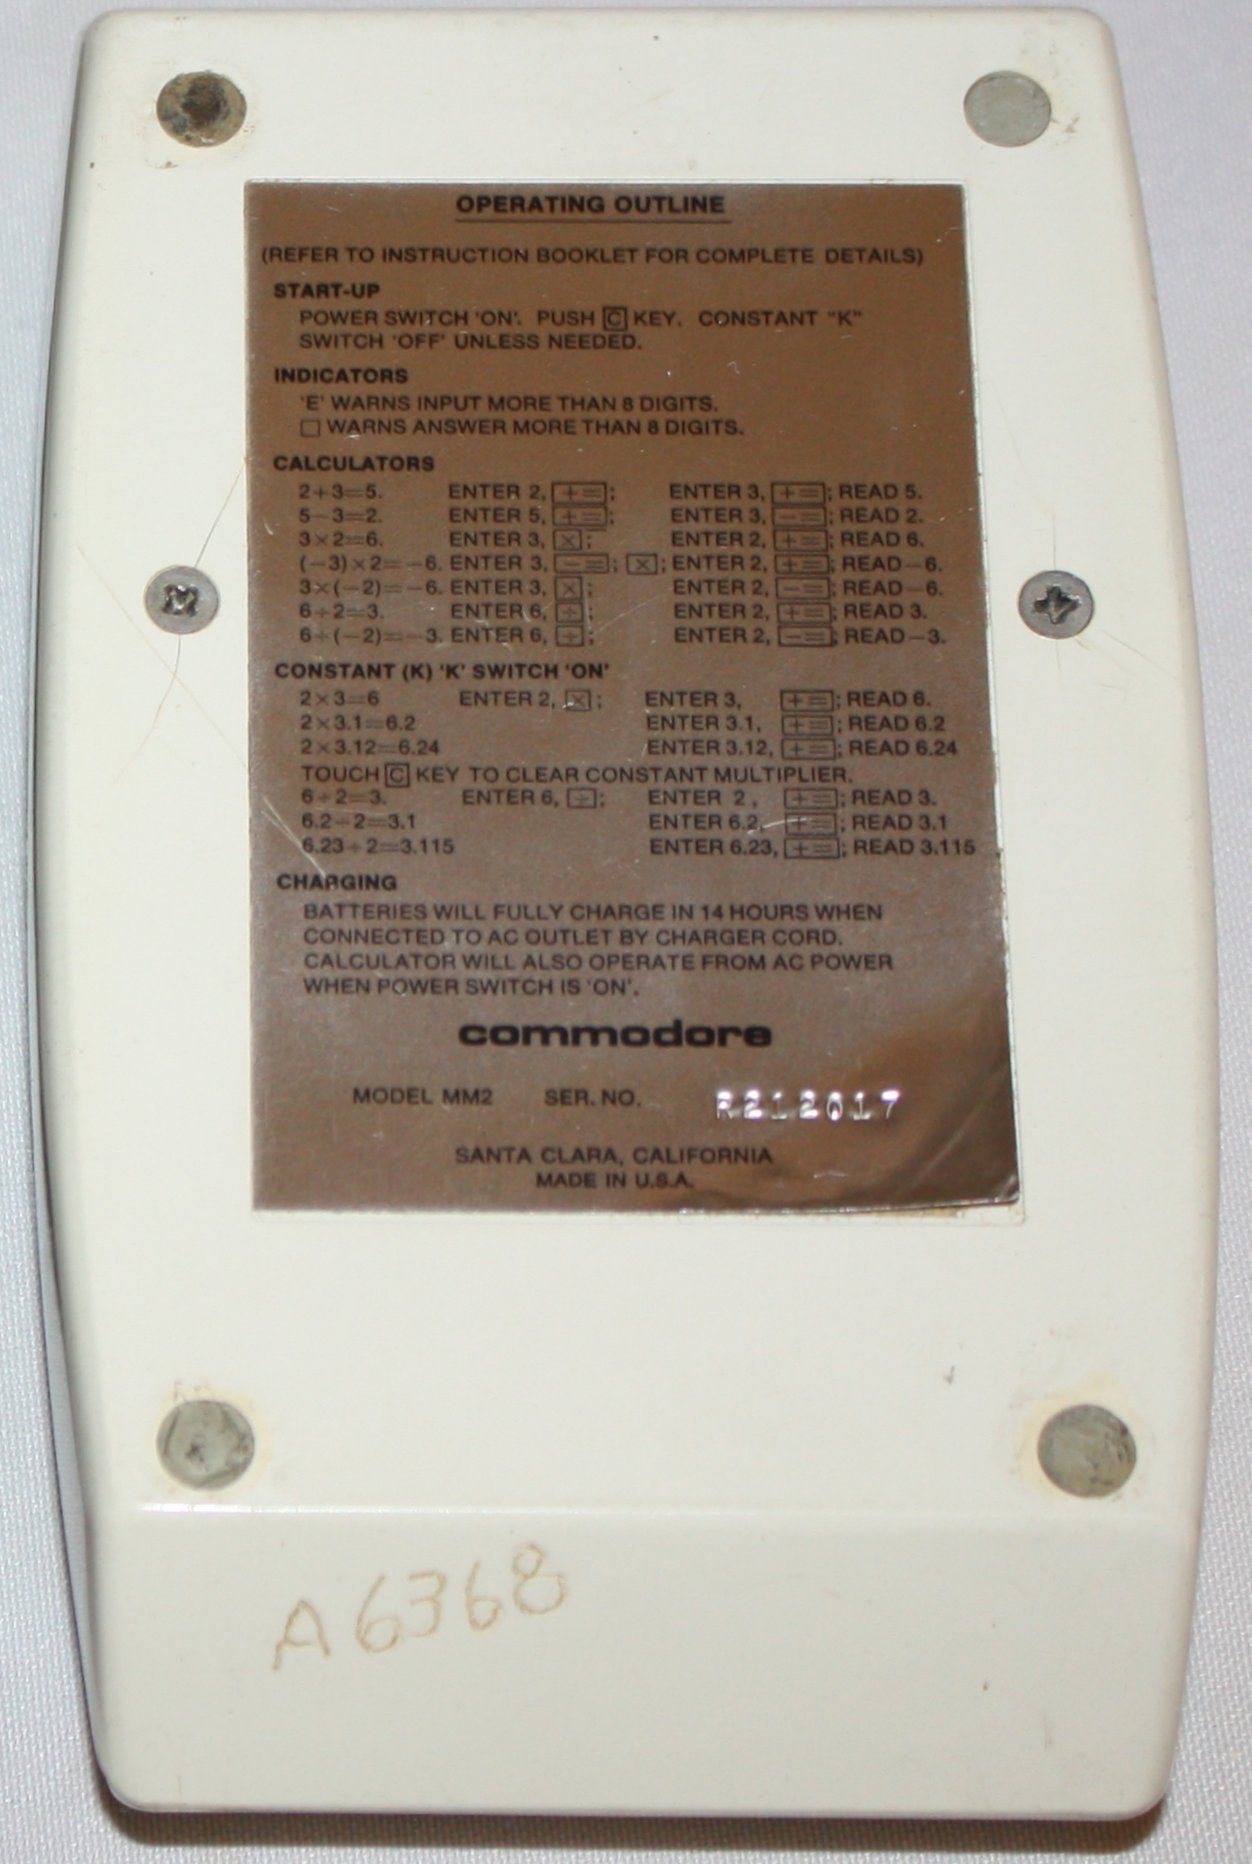 OPERATING OUTLINE
(REFER TO INSTRUCTION BOOKLET FOR COMPLETE DETAILS)
START-UP
POWER SWITCH 'ON'. PUSH C KEY. CONSTANT "K"
SWITCH 'OFF' UNLESS NEEDED.
INDICATORS
'E' WARNS INPUT MORE THAN 8 DIGITS.
□ WARNS ANSWER MORE THAN 8 DIGITS.
CALCULATORS
2+3=5. ENTER 2, +=; ENTER 3, +=; READ 5.
5-3=2. ENTER 5, +=; ENTER 3, -=; READ 2.
3×2=6. ENTER 3, ×; ENTER 2, +=; READ 6.
(-3)×2=-6. ENTER 3, -=; ×; ENTER 2, +=; READ-6.
3×(-2)=-6. ENTER 3, ×; ENTER 2, -=; READ-6.
6÷2=3. ENTER 6, ÷; ENTER 2, +=; READ 3.
6÷(-2)=-3. ENTER 6, ÷; ENTER 2, -=; READ-3.
CONSTANT (K) 'K' SWITCH 'ON'
2×3=6 ENTER 2, ×; ENTER 3, +=; READ 6.
2×3.1=6.2 ENTER 3.1, +=; READ 6.2
2×3.12=6.24 ENTER 3.12, +=; READ 6.24
TOUCH C KEY TO CLEAR CONSTANT MULTIPLIER.
6÷2=3. ENTER 6, ÷; ENTER 2, +=; READ 3.
6.2÷2=3.1 ENTER 6.2, +=; READ 3.1
6.23÷2=3.115 ENTER 6.23, +=; READ 3.115
CHARGING
BATTERIES WILL FULLY CHARGE IN 14 HOURS WHEN
CONNECTED TO AC OUTLET BY CHARGER CORD.
CALCULATOR WILL ALSO OPERATE FROM AC POWER
WHEN POWER SWITCH IS 'ON'.
commodore
MODEL MM2 SER. NO. R212017
SANTA CLARA, CALIFORNIA
MADE IN U.S.A.
A6368